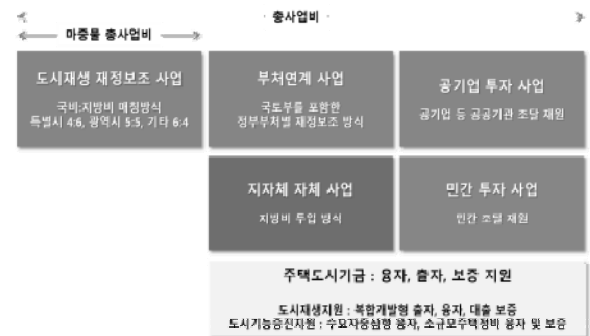 총사업비
마중물 총사업비
도시재생 재정보조 사업
국비:지방비 매칭방식
특별시 4:6, 광역시 5:5, 기타 6:4
부처연계 사업
국토부를 포함한
정부부처별 재정보조 방식
공기업 투자 사업
공기업 등 공공기관 조달 재원
지자체 자체 사업
지방비 투입 방식
민간 투자 사업
민간 조달 재원
주택도시기금 : 융자, 출자, 보증 지원
도시재생지원 : 복합개발형 출자, 융자, 대출 보증
도시기능증진지원 : 수요자중심형 융자, 소규모주택정비 융자 및 보증